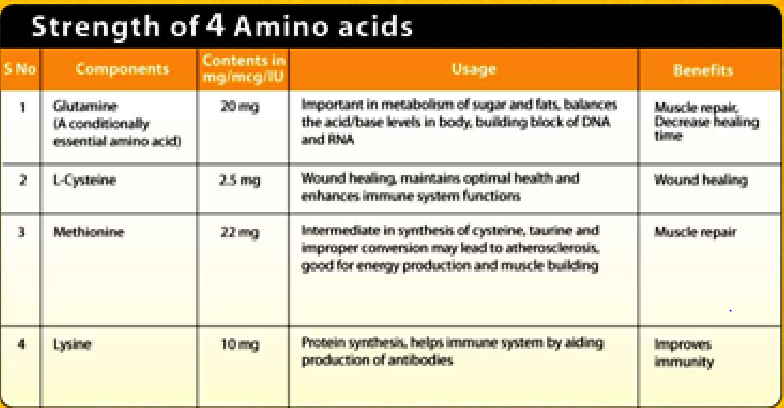 Strength of 4 Amino acids
S No Components Contents in mg/mcg/IU Usage Benefits
1 Glutamine (A conditionally essential amino acid) 20 mg Important in metabolism of sugar and fats, balances the acid/base levels in body, building block of DNA and RNA Muscle repair, Decrease healing time
2 L-Cysteine 2.5 mg Wound healing, maintains optimal health and enhances immune system functions Wound healing
3 Methionine 22 mg Intermediate in synthesis of cysteine, taurine and improper conversion may lead to atherosclerosis, good for energy production and muscle building Muscle repair
4 Lysine 10 mg Protein synthesis, helps immune system by aiding production of antibodies Improves immunity